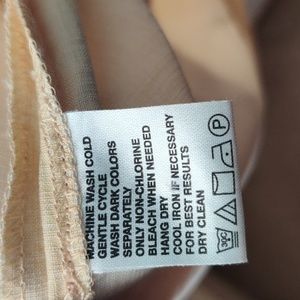 MACHINE WASH COLD
GENTLE CYCLE
WASH DARK COLORS
SEPARATELY
ONLY NON-CHLORINE
BLEACH WHEN NEEDED
HANG DRY
COOL IRON IF NECESSARY
FOR BEST RESULTS
DRY CLEAN
30C
P